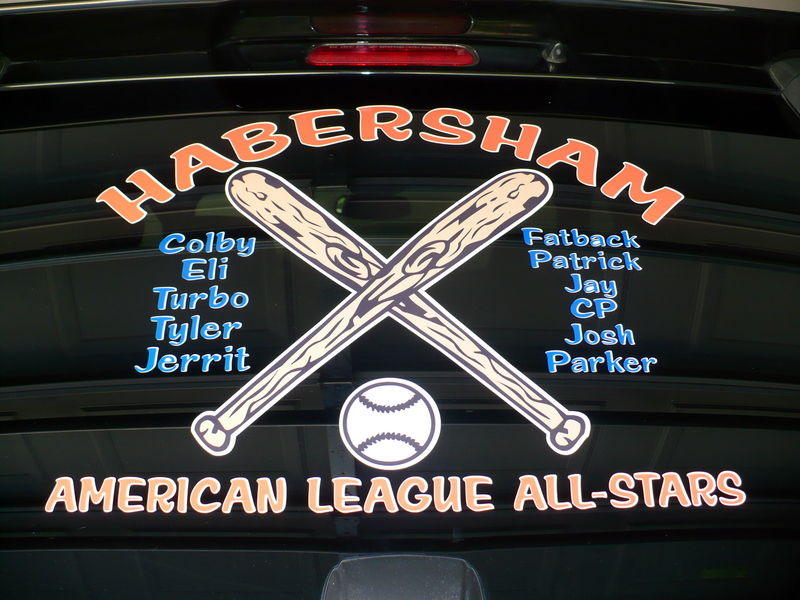 HABERSHAM
Colby
Eli
Turbo
Tyler
Jerrit
Fatback
Patrick
Jay
CP
Josh
Parker
AMERICAN LEAGUE ALL-STARS